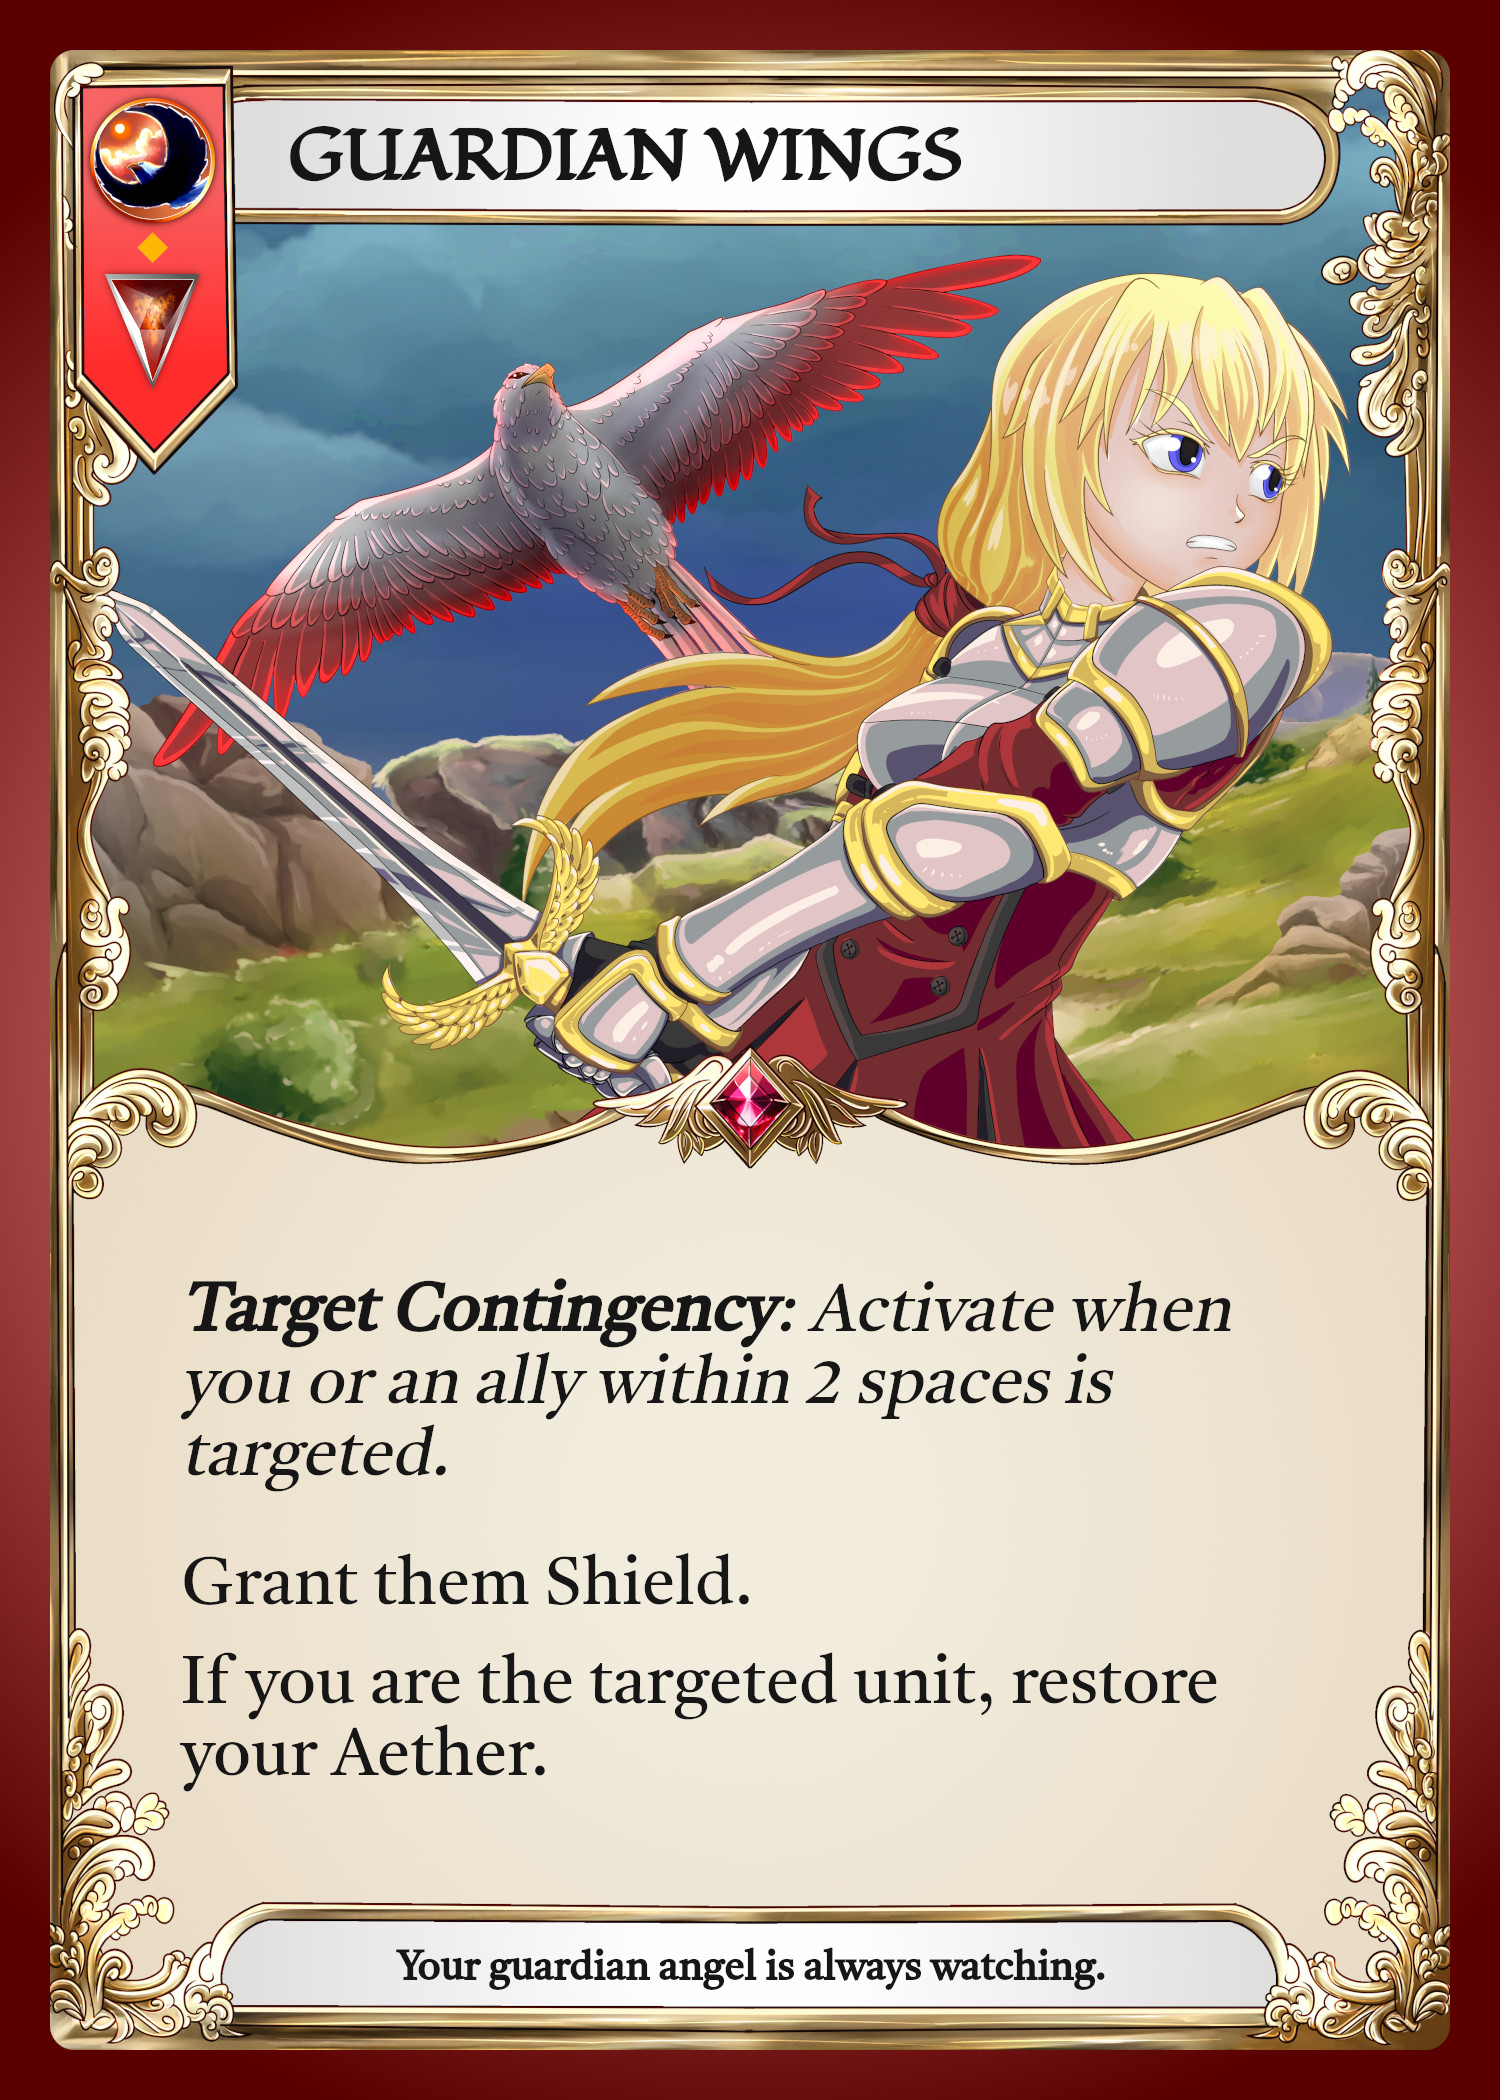 GUARDIAN WINGS
Target Contingency: Activate when
you or an ally within 2 spaces is
targeted.
Grant them Shield.
If you are the targeted unit, restore
your Aether.
Your guardian angel is always watching.